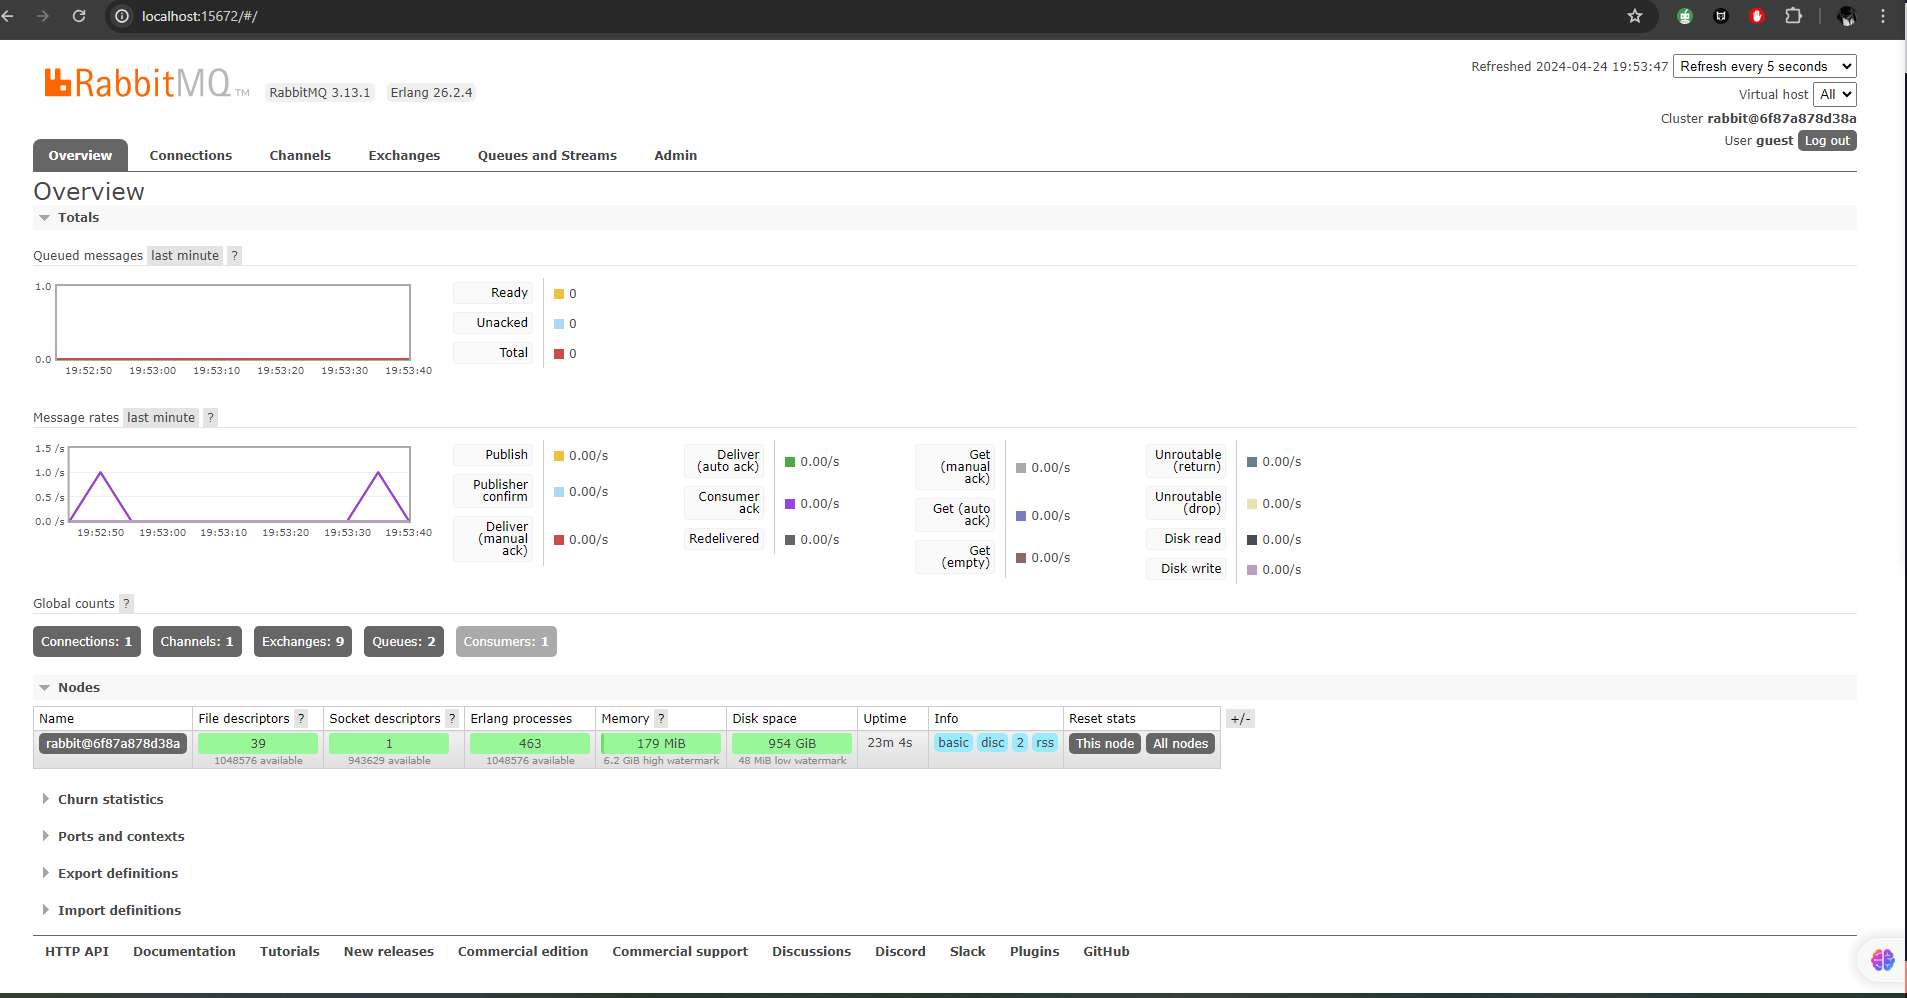 localhost:15672/#/
RabbitMQ TM RabbitMQ 3.13.1 Erlang 26.2.4
Refreshed 2024-04-24 19:53:47 Refresh every 5 seconds
Virtual host All
Cluster rabbit@6f87a878d38a
User guest Log out
Overview Connections Channels Exchanges Queues and Streams Admin
Overview
Totals
Queued messages last minute ?
1.0
0.0
19:52:50 19:53:00 19:53:10 19:53:20 19:53:30 19:53:40
Ready 0
Unacked 0
Total 0
Message rates last minute ?
1.5 /s
1.0 /s
0.5 /s
0.0 /s
19:52:50 19:53:00 19:53:10 19:53:20 19:53:30 19:53:40
Publish 0.00/s
Publisher
confirm 0.00/s
Deliver
(manual
ack) 0.00/s
Deliver
(auto ack) 0.00/s
Consumer
ack 0.00/s
Redelivered 0.00/s
Get
(manual
ack) 0.00/s
Get (auto
ack) 0.00/s
Get
(empty) 0.00/s
Unroutable
(return) 0.00/s
Unroutable
(drop) 0.00/s
Disk read 0.00/s
Disk write 0.00/s
Global counts ?
Connections: 1 Channels: 1 Exchanges: 9 Queues: 2 Consumers: 1
Nodes
Name File descriptors ? Socket descriptors ? Erlang processes Memory ? Disk space Uptime Info Reset stats +/-
rabbit@6f87a878d38a 39 1 463 179 MiB 954 GiB 23m 4s basic disc 2 rss This node All nodes
1048576 available 943629 available 1048576 available 6.2 GiB high watermark 48 MiB low watermark
Churn statistics
Ports and contexts
Export definitions
Import definitions
HTTP API Documentation Tutorials New releases Commercial edition Commercial support Discussions Discord Slack Plugins GitHub